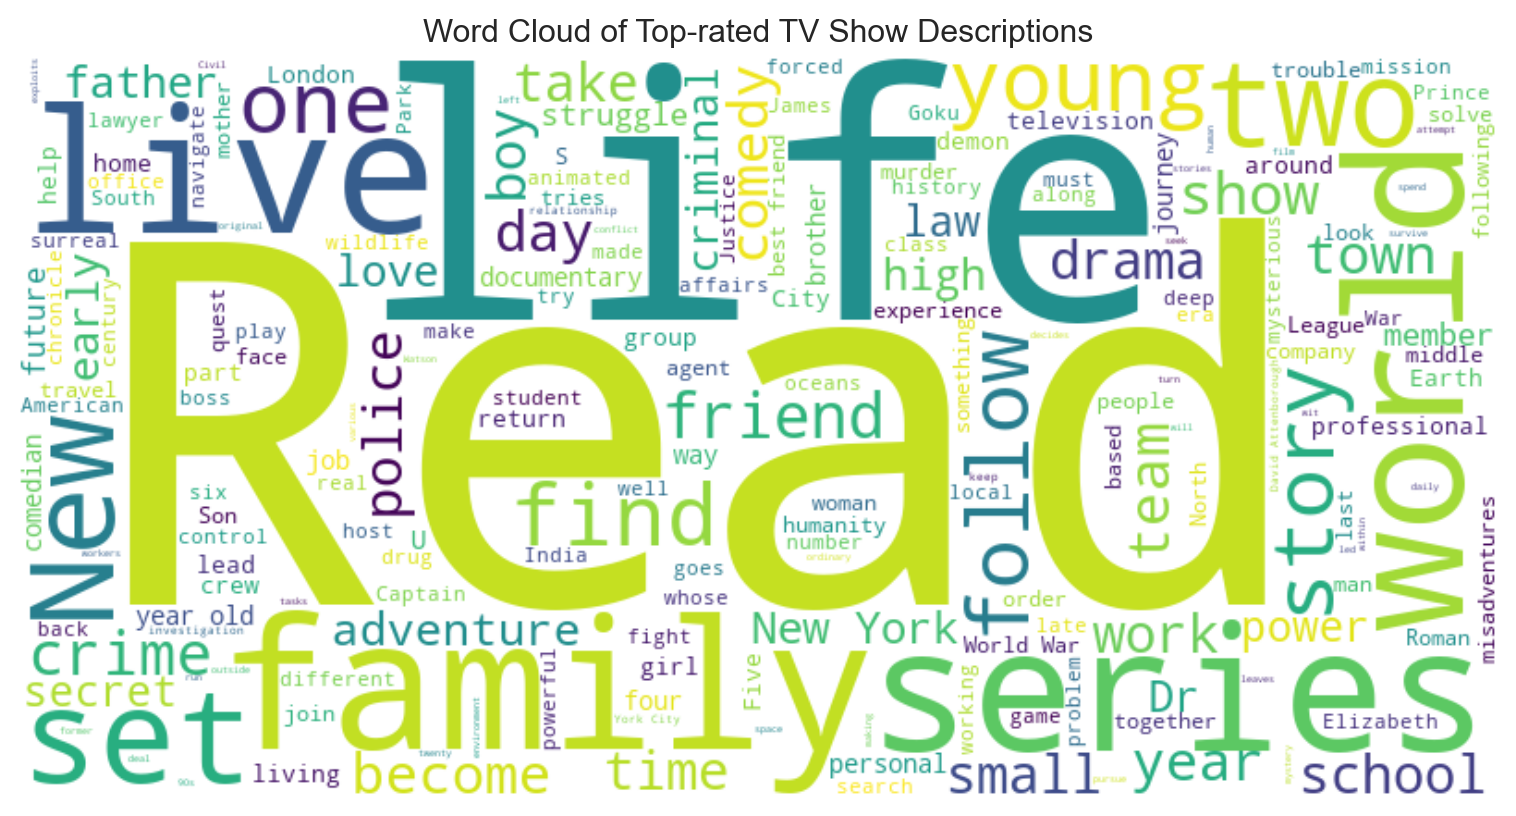 Word Cloud of Top-rated TV Show Descriptions
exploits
Civil
father
London
one
life
take
left
forced
young
two
trouble
mission
Prince
solve
attempt
live
lawyer
mother
Park
struggle
comedy
James
Goku
television
human
film
help
home
navigate
boy
S
criminal
murder
demon
around
following
office
South
animated
tries
Justice
best friend
brother
history
must
along
journey
stories
show
spend
world
original
relationship
day
conflict
made
law
class
drama
seek
look
survive
surreal
wildlife
love
documentary
try
affairs
City
high
experience
deep
era
mysterious
town
future
chronicle
early
century
quest
play
face
police
make
group
Watson
agent
something
follow
decides
League
War
member
company
middle
Earth
travel
part
boss
Read
student
return
friend
oceans
turn
people
David Attenborough
wit
story
professional
American
New
comedian
various
job
real
way
well
find
woman
humanity
number
ordinary
keep
local
based
team
will
North
daily
last
led
within
misadventures
six
Son
control
workers
host
U
drug
India
goes
lead
crew
Captain
whose
order
man
tasks
year old
back
investigation
adventure
fight
girl
New York
World War
late
work
power
Roman
crime
outside
run
family
different
powerful
Five
series
leaves
secret
join
four
York City
working
game
problem
Dr
together
Elizabeth
set
former
deal
90s
living
twenty
environment
become
time
space
making
personal
search
small
pursue
year
mystery
school